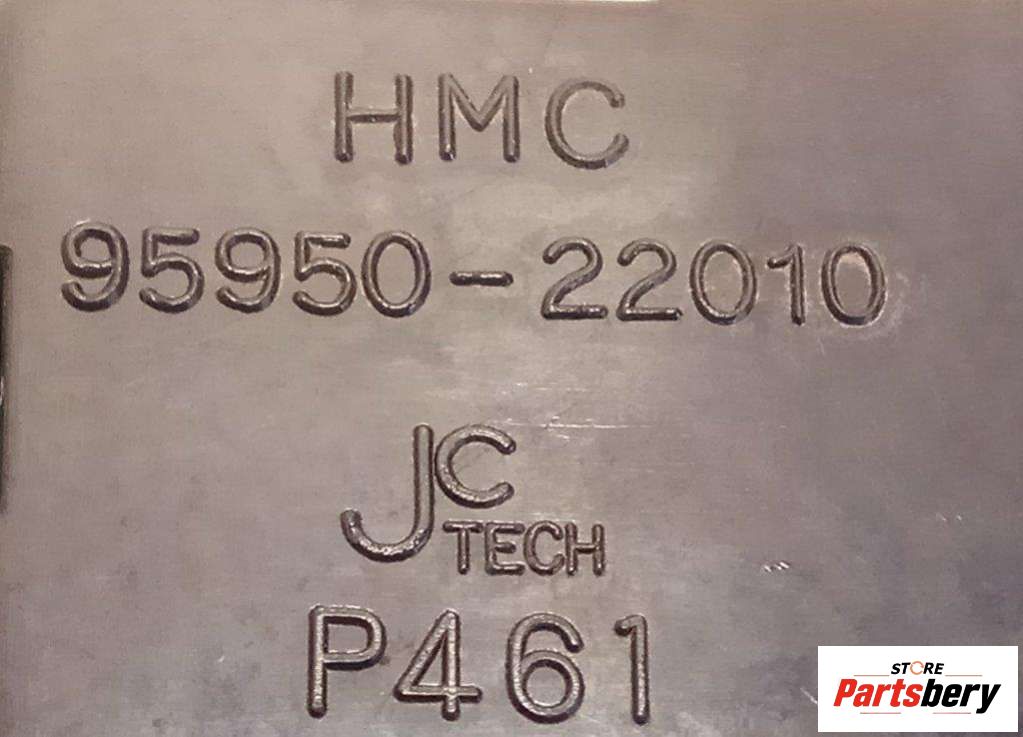 HMC
95950-22010
JC
TECH
P461
STORE
Partsbery